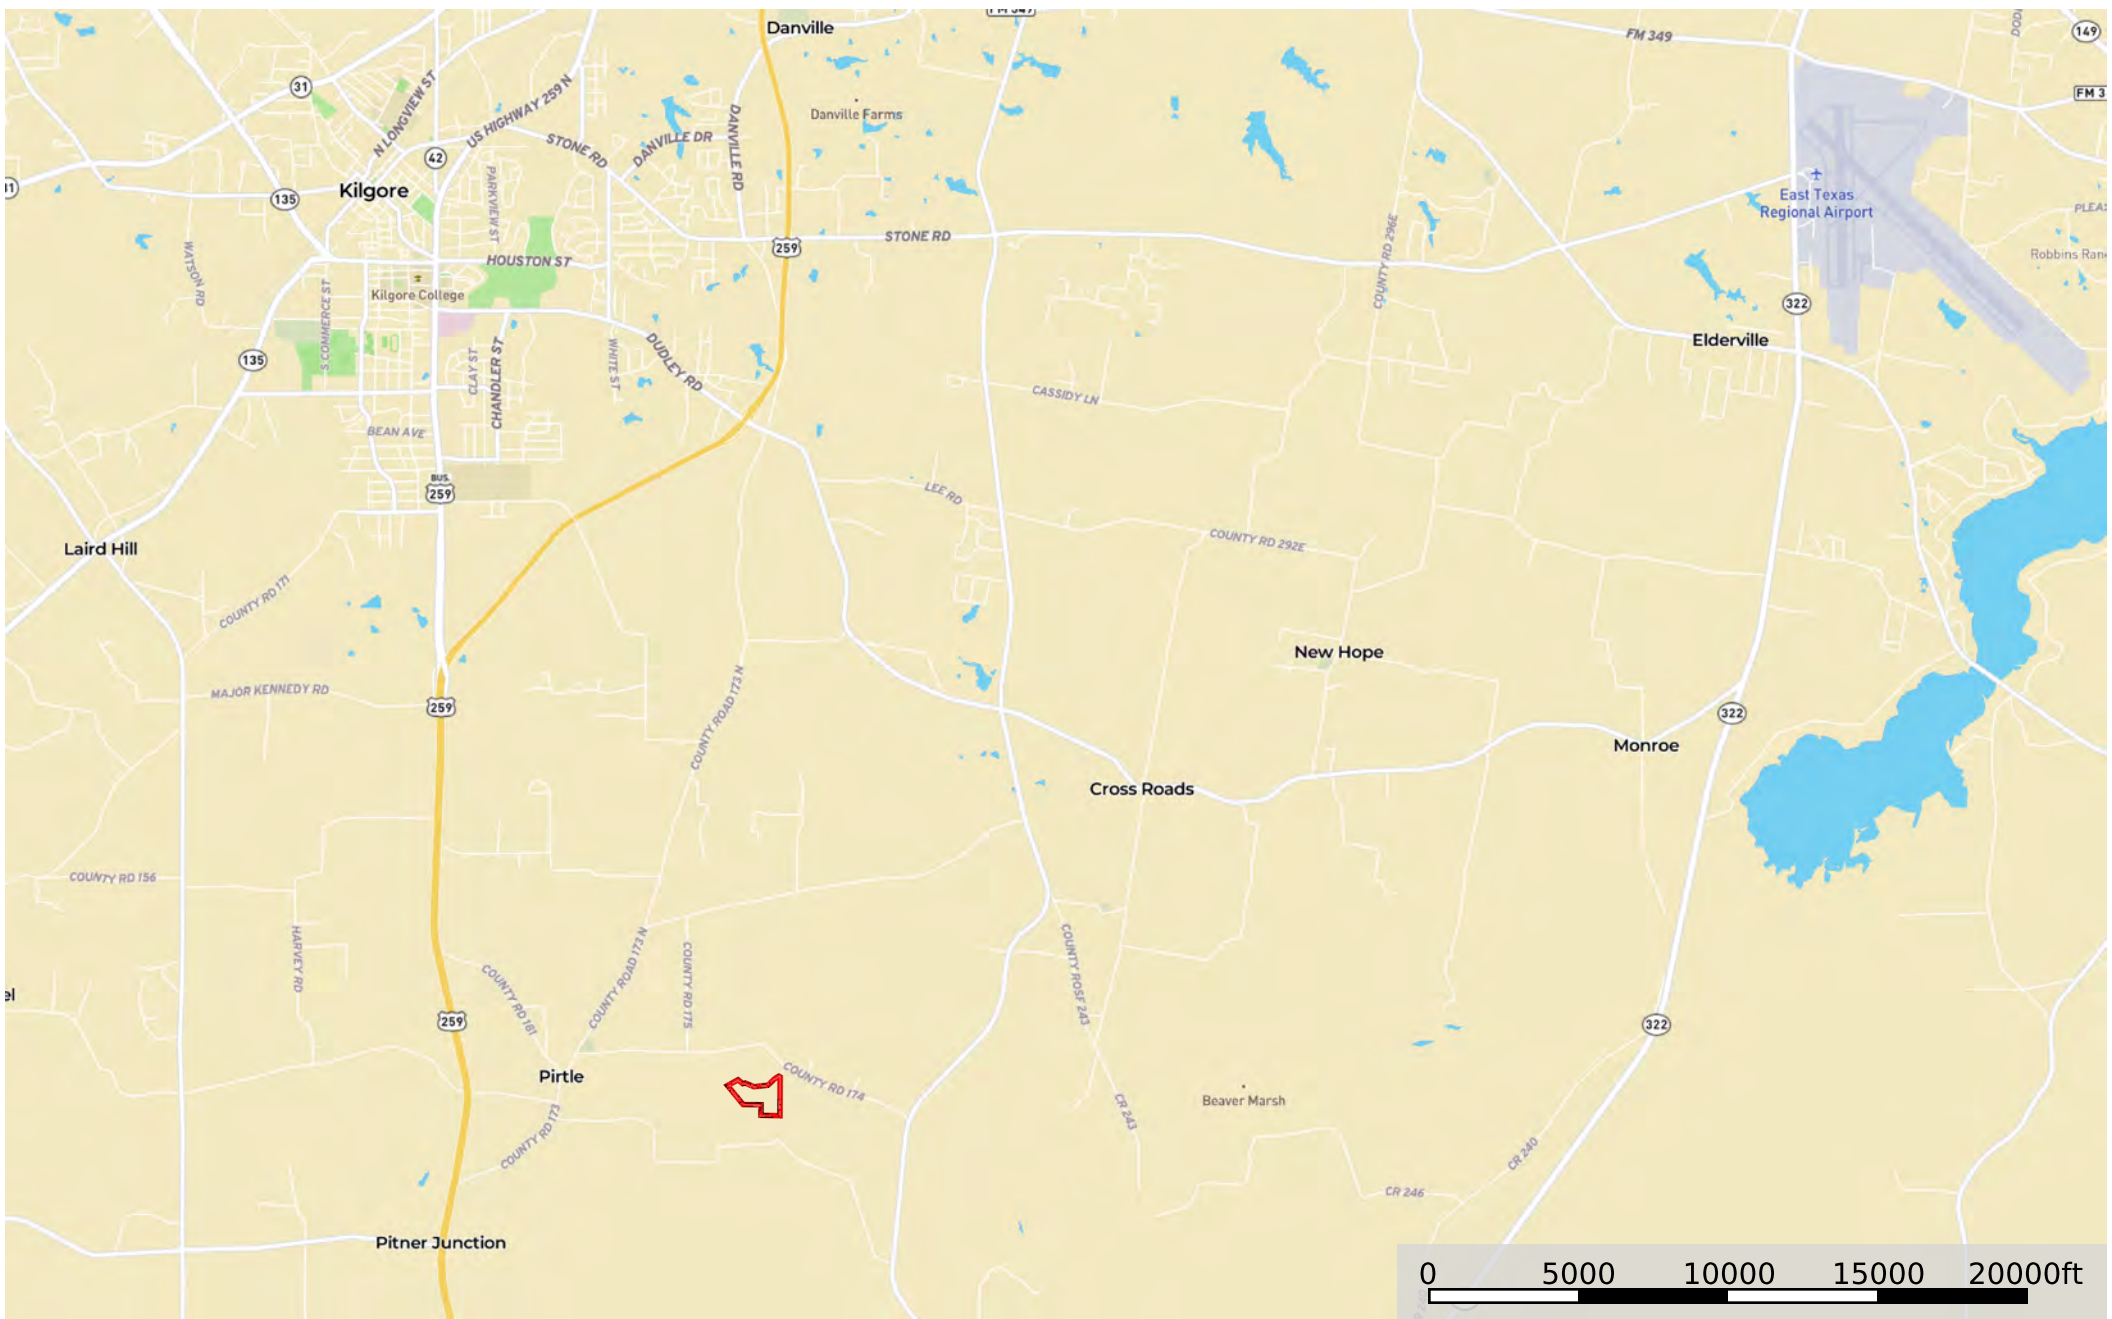 Danville
FM 349
FM 349
149
31
N LONGVIEW ST
US HIGHWAY 259 N
FM 3
Danville Farms
42
STONE RD
DANVILLE DR
DANVILLE RD
Kilgore
135
PARKVIEW ST
East Texas
Regional Airport
PLEAS
STONE RD
259
HOUSTON ST
COUNTY RD 296E
WATSON RD
Robbins Ran
Kilgore College
322
S COMMERCE ST
Elderville
135
CLAY ST
CHANDLER ST
WHITE ST
DUDLEY RD
CASSIDY LN
BEAN AVE
BUS.
259
LEE RD
COUNTY RD 292E
Laird Hill
COUNTY RD 171
New Hope
MAJOR KENNEDY RD
259
COUNTY ROAD 173 N
322
Monroe
Cross Roads
COUNTY RD 156
HARVEY RD
COUNTY ROAD 173 N
COUNTY RD 175
COUNTY ROSF 243
el
COUNTY RD 181
259
322
Pirtle
COUNTY RD 174
Beaver Marsh
CR 243
COUNTY RD 173
CR 240
CR 246
Pitner Junction
0 5000 10000 15000 20000ft